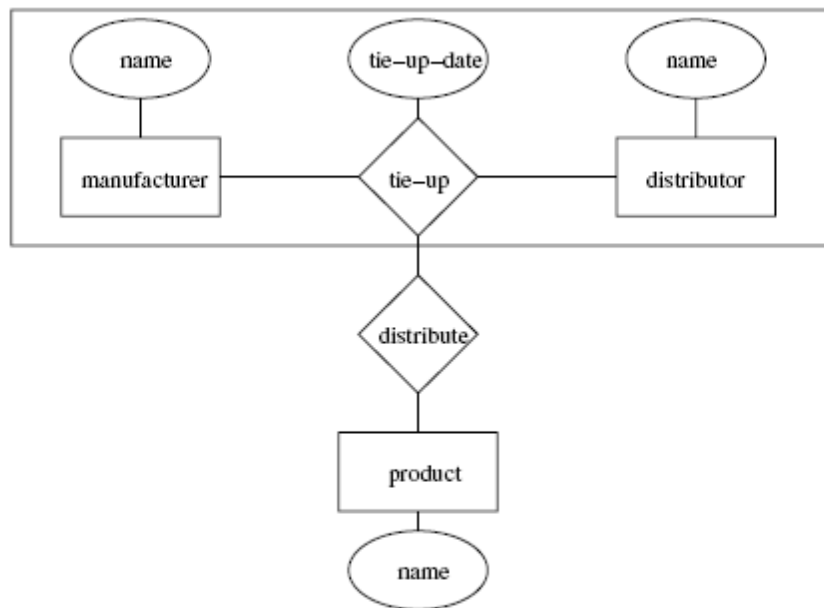 name
tie-up-date
name
manufacturer
tie-up
distributor
distribute
product
name